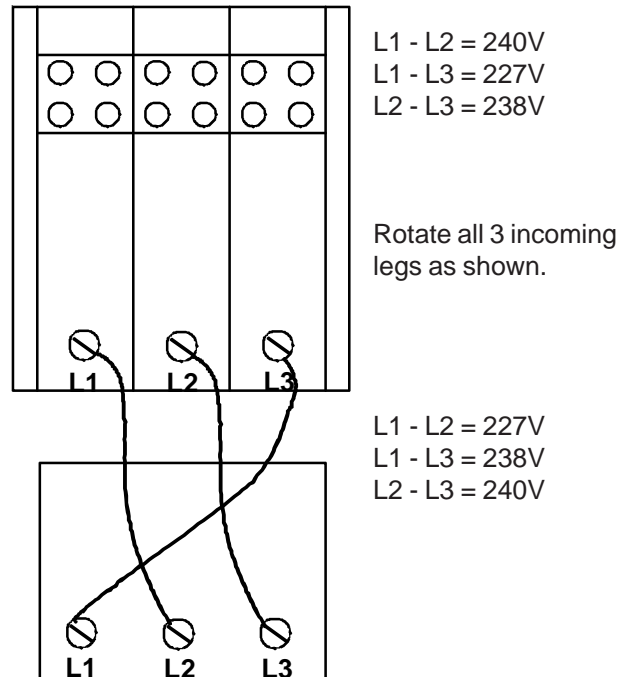 L1 - L2 = 240V
L1 - L3 = 227V
L2 - L3 = 238V
Rotate all 3 incoming
legs as shown.
L1 L2 L3
L1 - L2 = 227V
L1 - L3 = 238V
L2 - L3 = 240V
L1 L2 L3